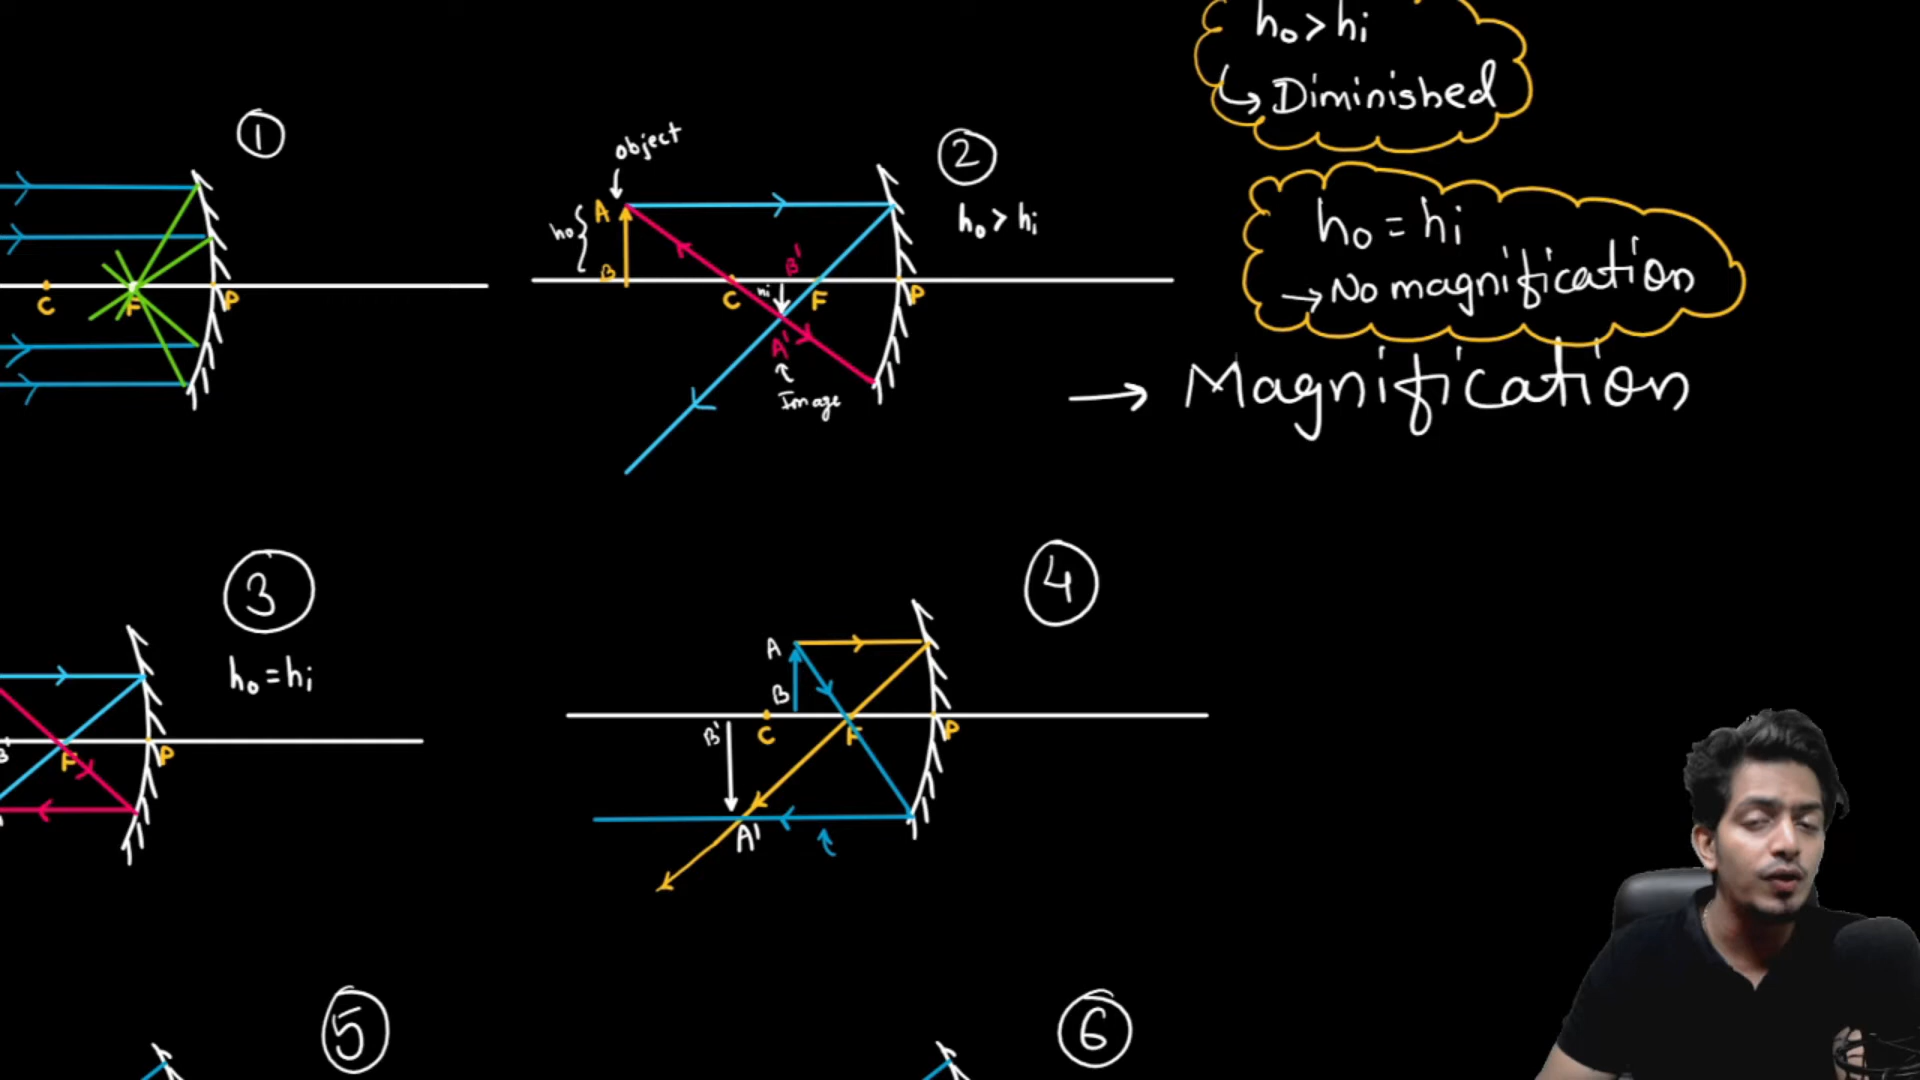 ho > hi
↳ Diminished
①
object
②
A
ho
ho > hi
B
B'
hi
C
F
P
C
F
P
A'
Image
ho = hi
→ No magnification
→ Magnification
③
ho = hi
④
A
B
B'
C
F
P
A'
B'
F
P
⑤
⑥